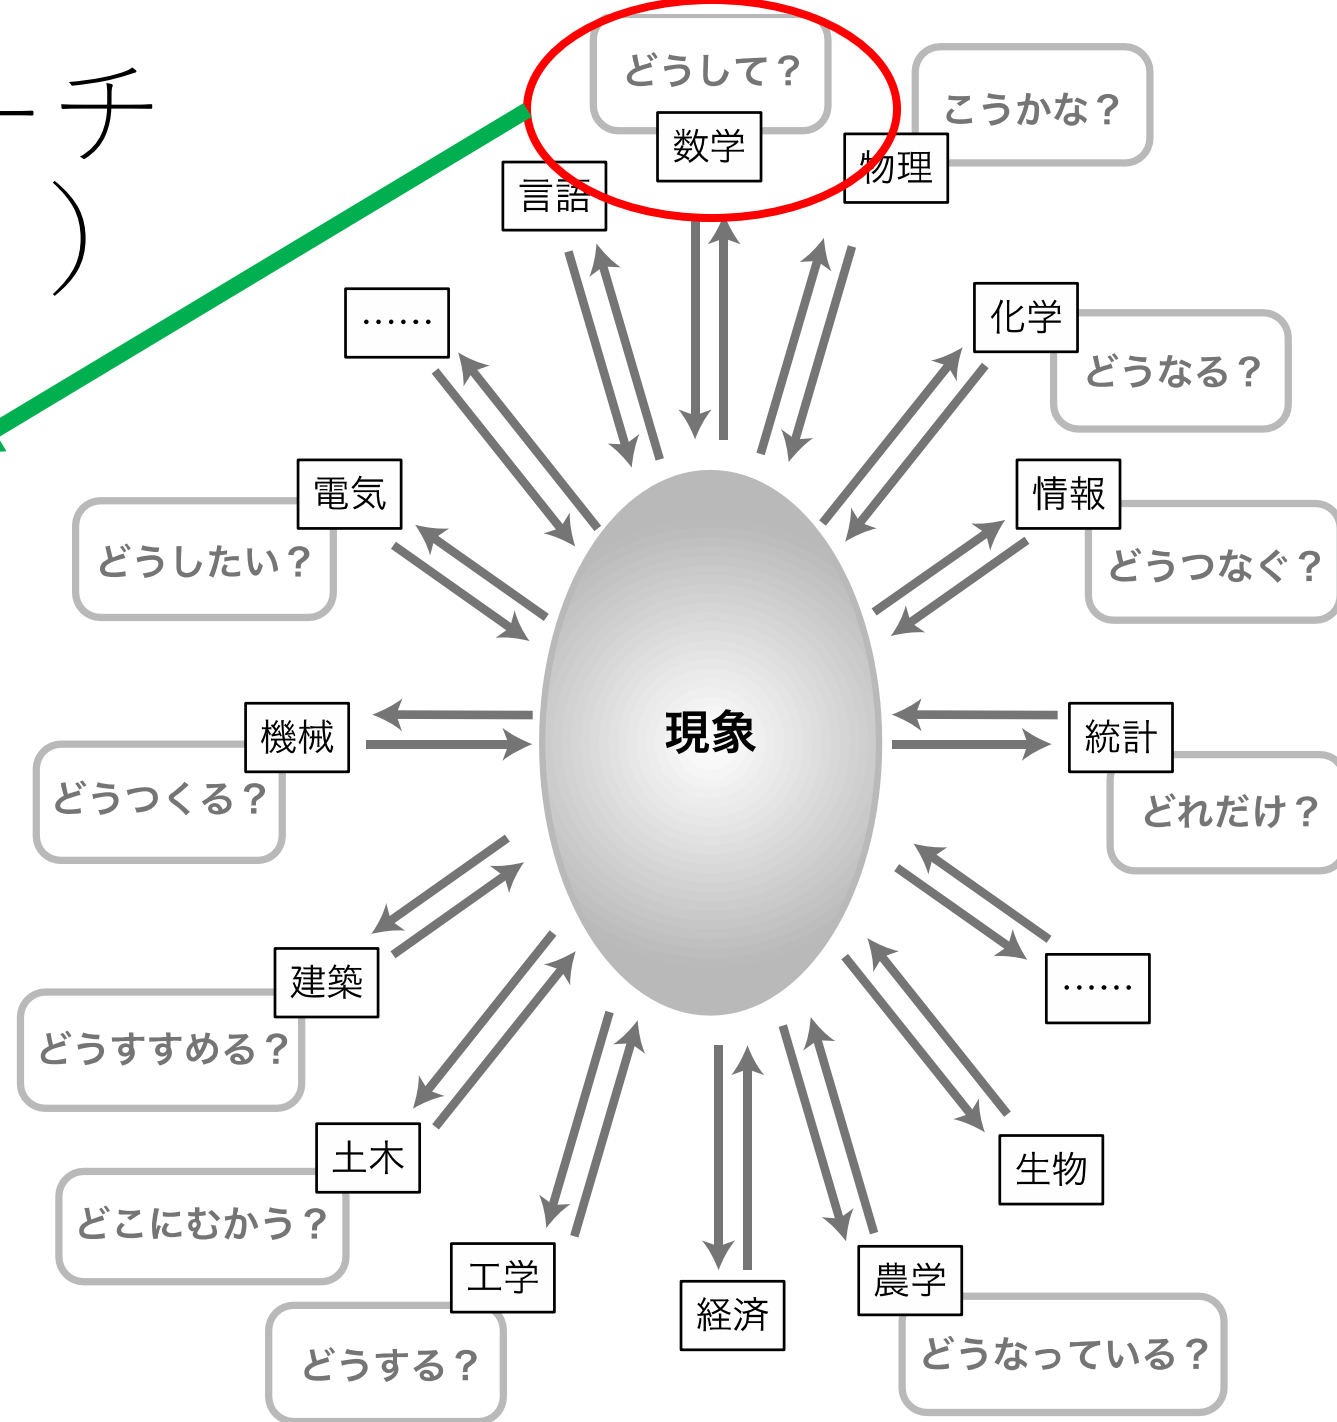 ーチ
）
どうして？
数学
こうかな？
物理
言語
……
化学
どうなる？
電気
どうしたい？
情報
どうつなぐ？
現象
機械
どうつくる？
統計
どれだけ？
建築
どうすすめる？
……
土木
どこにむかう？
生物
工学
どうする？
経済
農学
どうなっている？